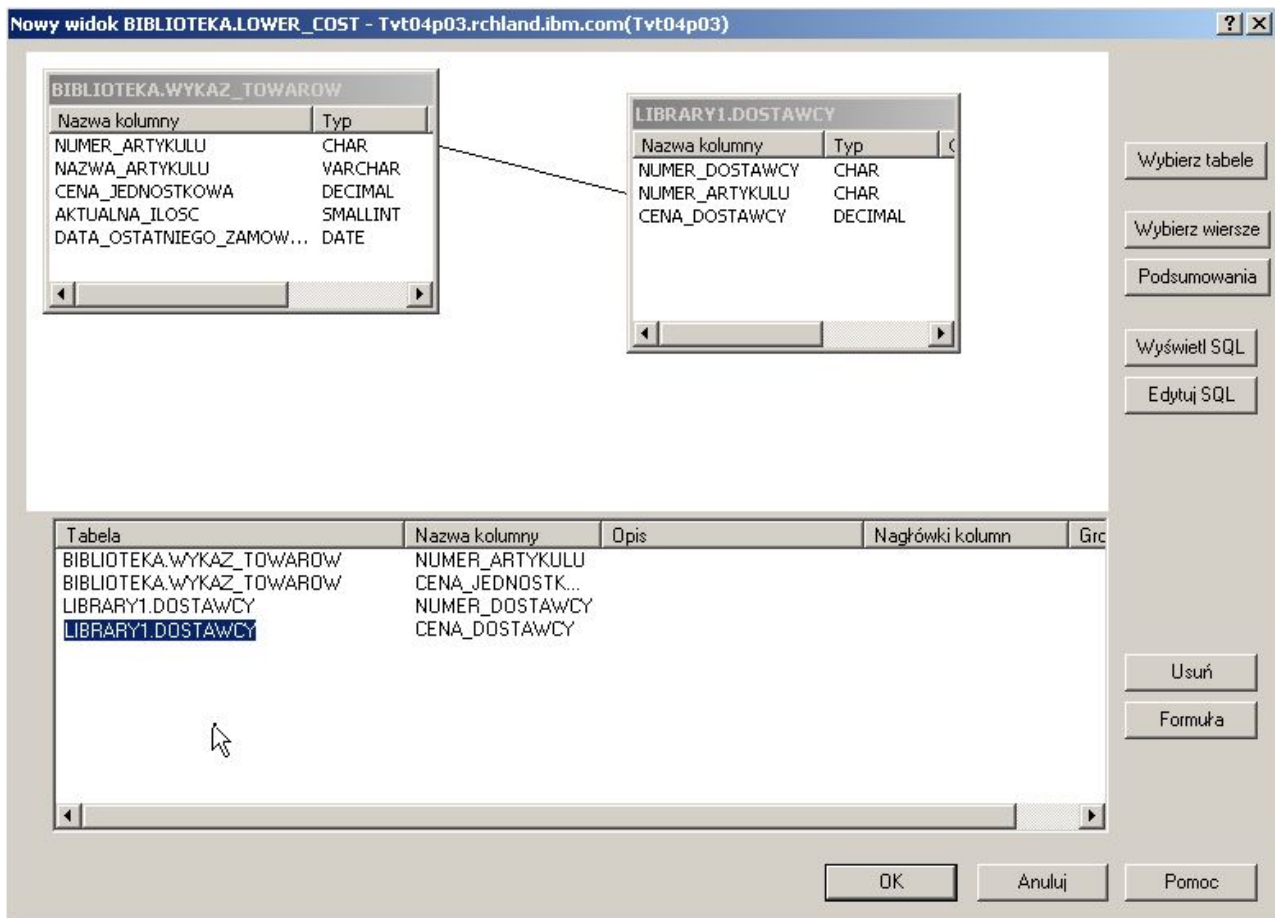 Nowy widok BIBLIOTEKA.LOWER_COST - Tvt04p03.rchland.ibm.com(Tvt04p03)
BIBLIOTEKA.WYKAZ_TOWAROW
Nazwa kolumny Typ
NUMER_ARTYKULU CHAR
NAZWA_ARTYKULU VARCHAR
CENA_JEDNOSTKOWA DECIMAL
AKTUALNA_ILOSC SMALLINT
DATA_OSTATNIEGO_ZAMOW... DATE
LIBRARY1.DOSTAWCY
Nazwa kolumny Typ
NUMER_DOSTAWCY CHAR
NUMER_ARTYKULU CHAR
CENA_DOSTAWCY DECIMAL
Wybierz tabele
Wybierz wiersze
Podsumowania
Wyświetl SQL
Edytuj SQL
Tabela Nazwa kolumny Opis Nagłówki kolumn Gro
BIBLIOTEKA.WYKAZ_TOWAROW NUMER_ARTYKULU
BIBLIOTEKA.WYKAZ_TOWAROW CENA_JEDNOSTK...
LIBRARY1.DOSTAWCY NUMER_DOSTAWCY
LIBRARY1.DOSTAWCY CENA_DOSTAWCY
Usuń
Formuła
OK Anuluj Pomoc